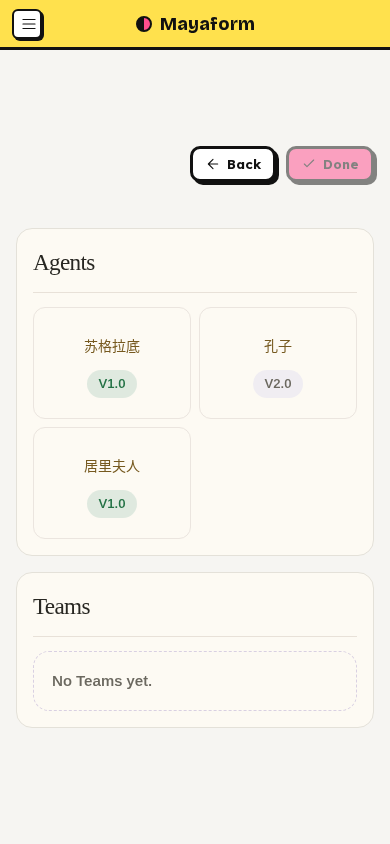 Mayaform
Back
Done
Agents
苏格拉底
V1.0
孔子
V2.0
居里夫人
V1.0
Teams
No Teams yet.